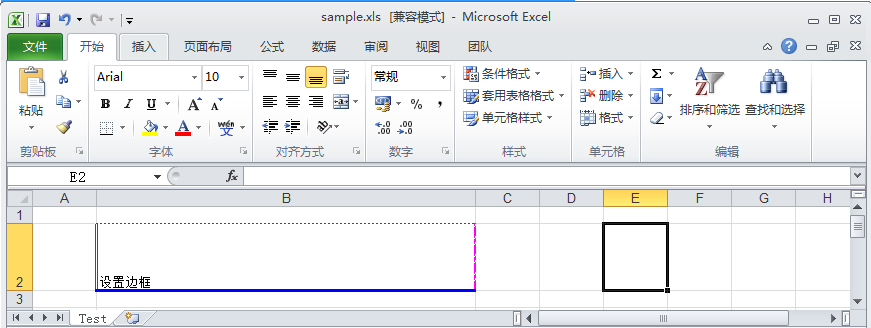 sample.xls [兼容模式] - Microsoft Excel
文件 开始 插入 页面布局 公式 数据 审阅 视图 团队
粘贴 Arial 10 常规 条件格式 插入 Σ
B I U A A % , 套用表格格式 删除 排序和筛选 查找和选择
A wén 文 .00 .00 单元格样式 格式
剪贴板 字体 对齐方式 数字 样式 单元格 编辑
E2 fx
A B C D E F G H
1
2 设置边框
3
Test